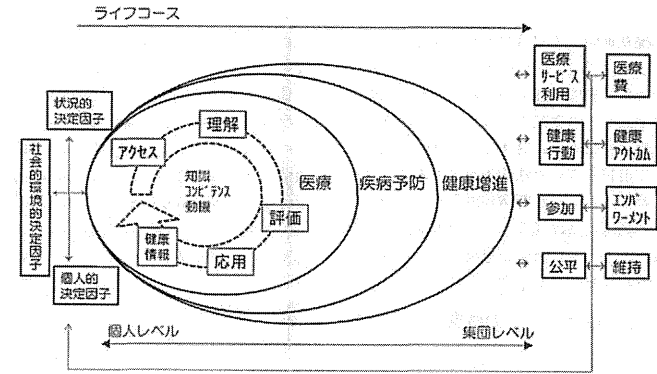 ライフコース
状況的
決定因子
社会的環境的決定因子
個人的
決定因子
アクセス
理解
知識
コンピテンス
動機
健康
情報
評価
応用
医療
疾病予防
健康増進
医療
サービス
利用
医療
費
健康
行動
健康
アウトカム
参加
エンパ
ワーメント
公平
維持
個人レベル
集団レベル